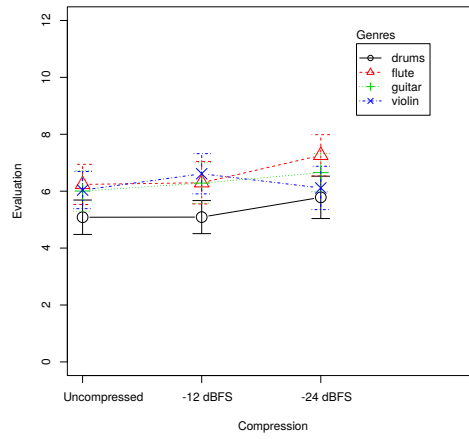 Genres
drums
flute
guitar
violin
Evaluation
12
10
8
6
4
2
0
Uncompressed -12 dBFS -24 dBFS
Compression